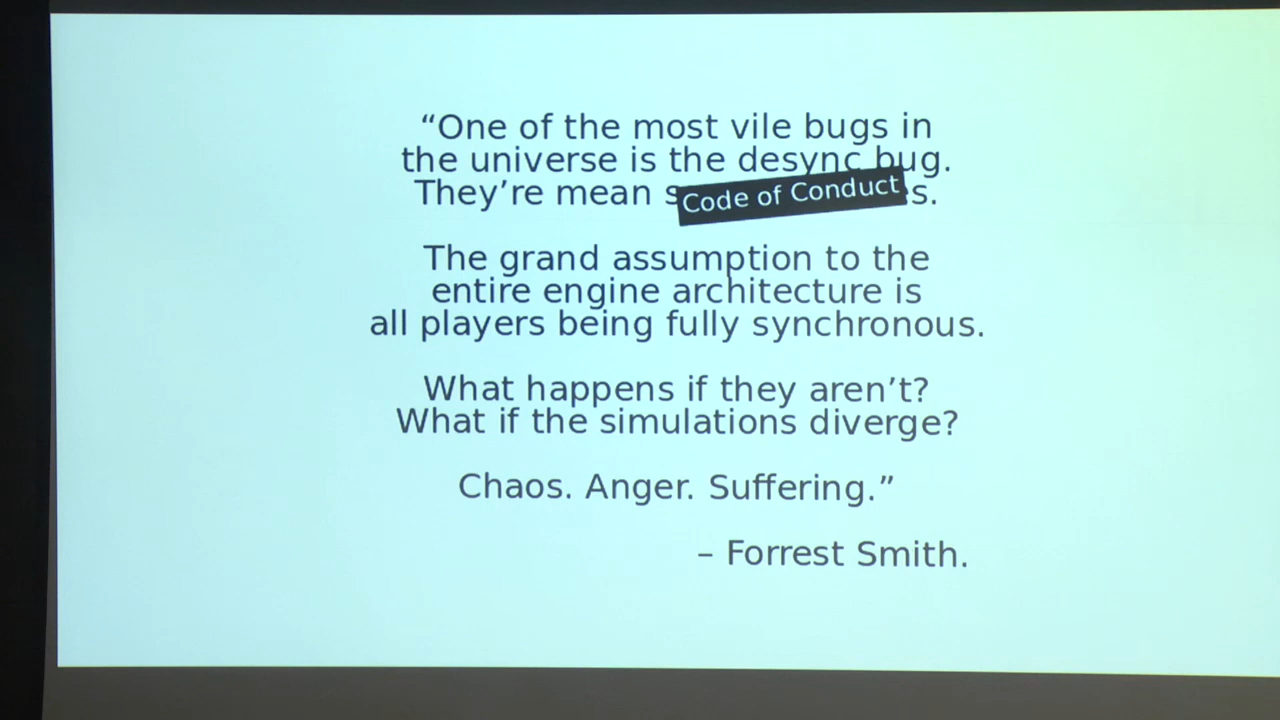 “One of the most vile bugs in
the universe is the desync bug.
They’re mean
Code of Conduct
The grand assumption to the
entire engine architecture is
all players being fully synchronous.
What happens if they aren’t?
What if the simulations diverge?
Chaos. Anger. Suffering.”
– Forrest Smith.